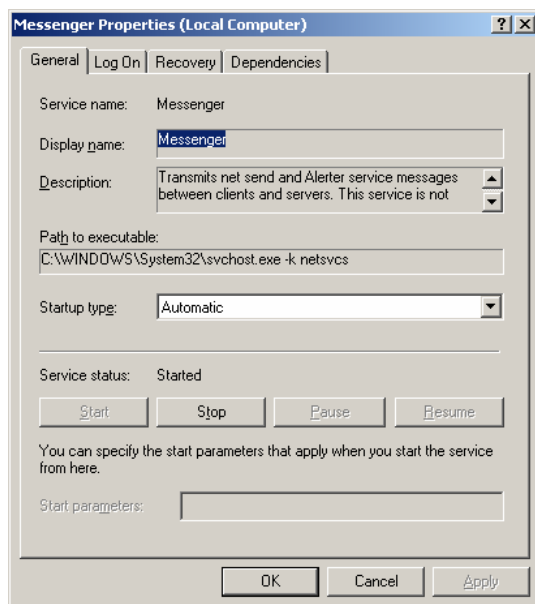 Messenger Properties (Local Computer)
General Log On Recovery Dependencies
Service name: Messenger
Display name: Messenger
Description: Transmits net send and Alerter service messages
between clients and servers. This service is not
Path to executable:
C:\WINDOWS\System32\svchost.exe -k netsvcs
Startup type: Automatic
Service status: Started
Start Stop Pause Resume
You can specify the start parameters that apply when you start the service
from here.
Start parameters:
OK Cancel Apply